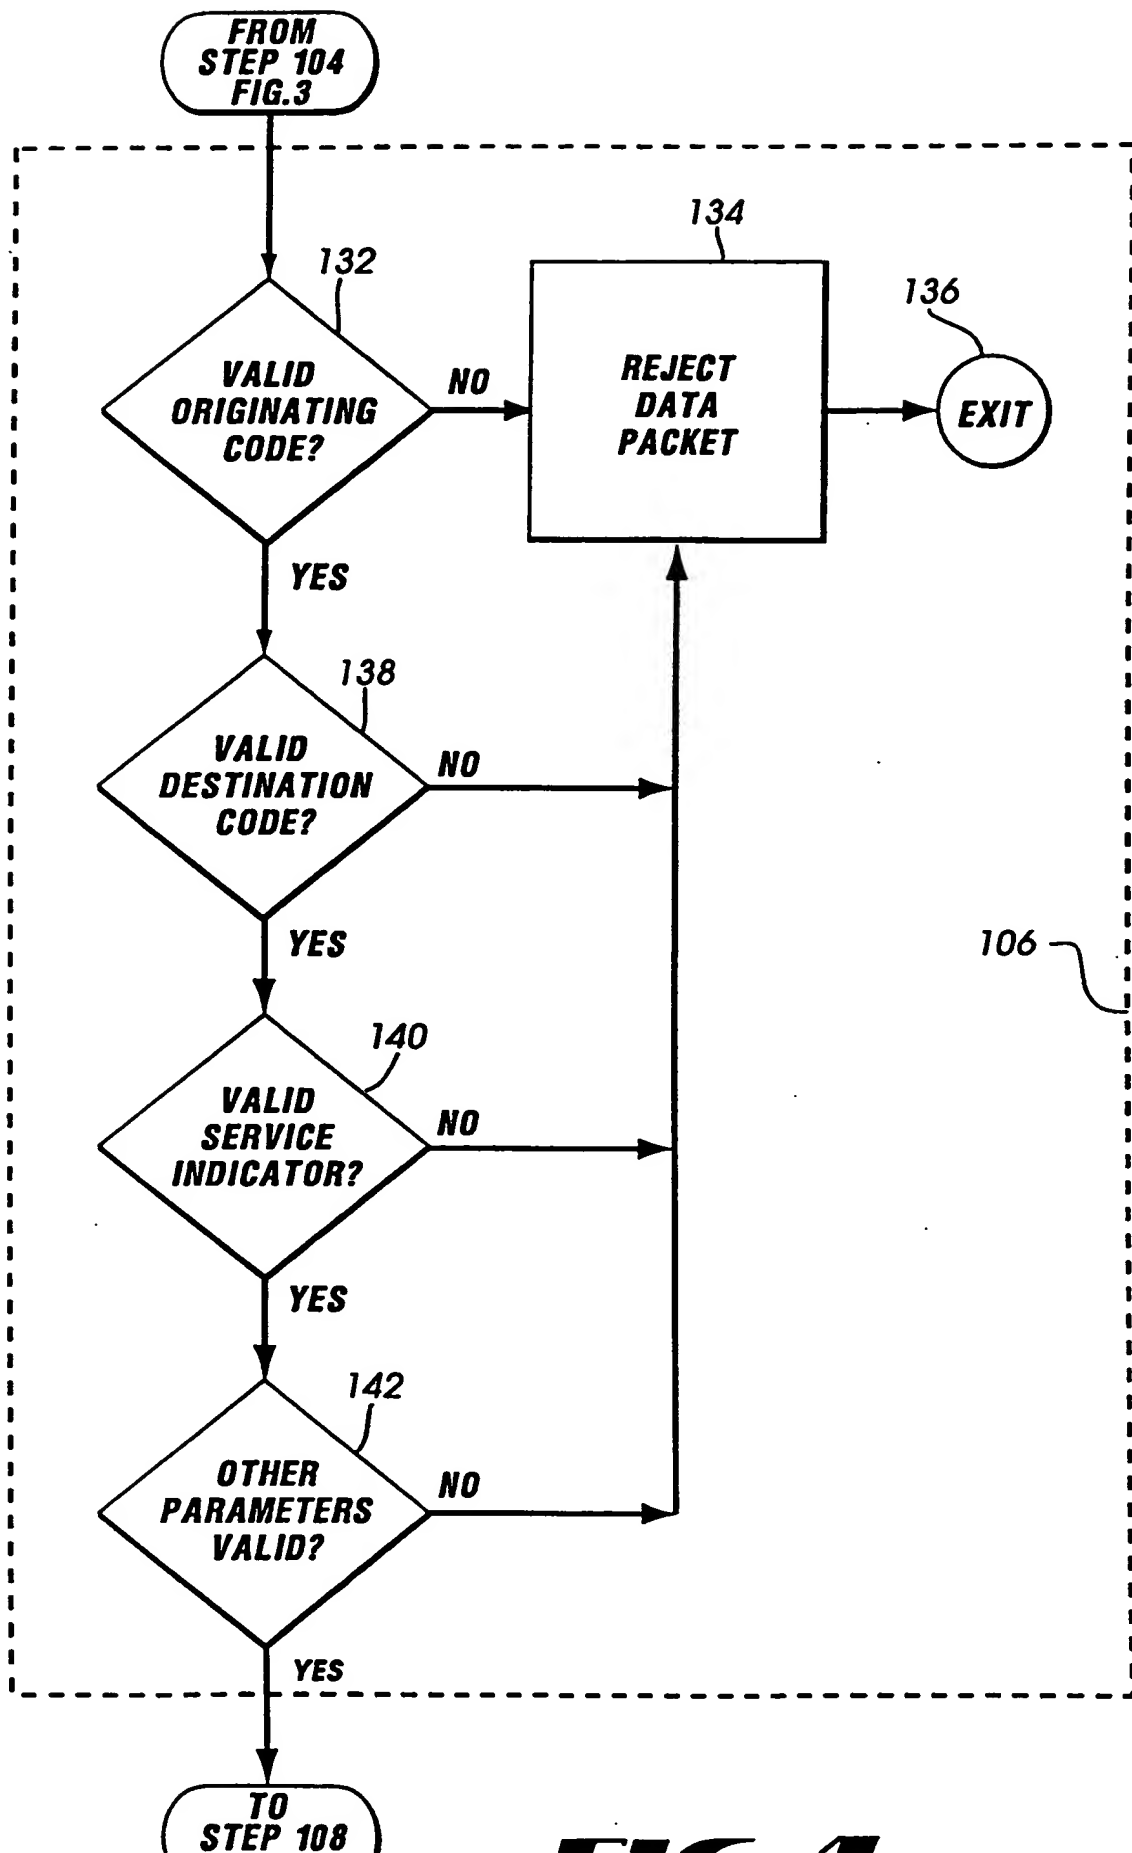 FROM
STEP 104
FIG.3
132
134
136
VALID
ORIGINATING
CODE?
NO
REJECT
DATA
PACKET
EXIT
YES
138
VALID
DESTINATION
CODE?
NO
YES
106
140
VALID
SERVICE
INDICATOR?
NO
YES
142
OTHER
PARAMETERS
VALID?
NO
YES
TO
STEP 108